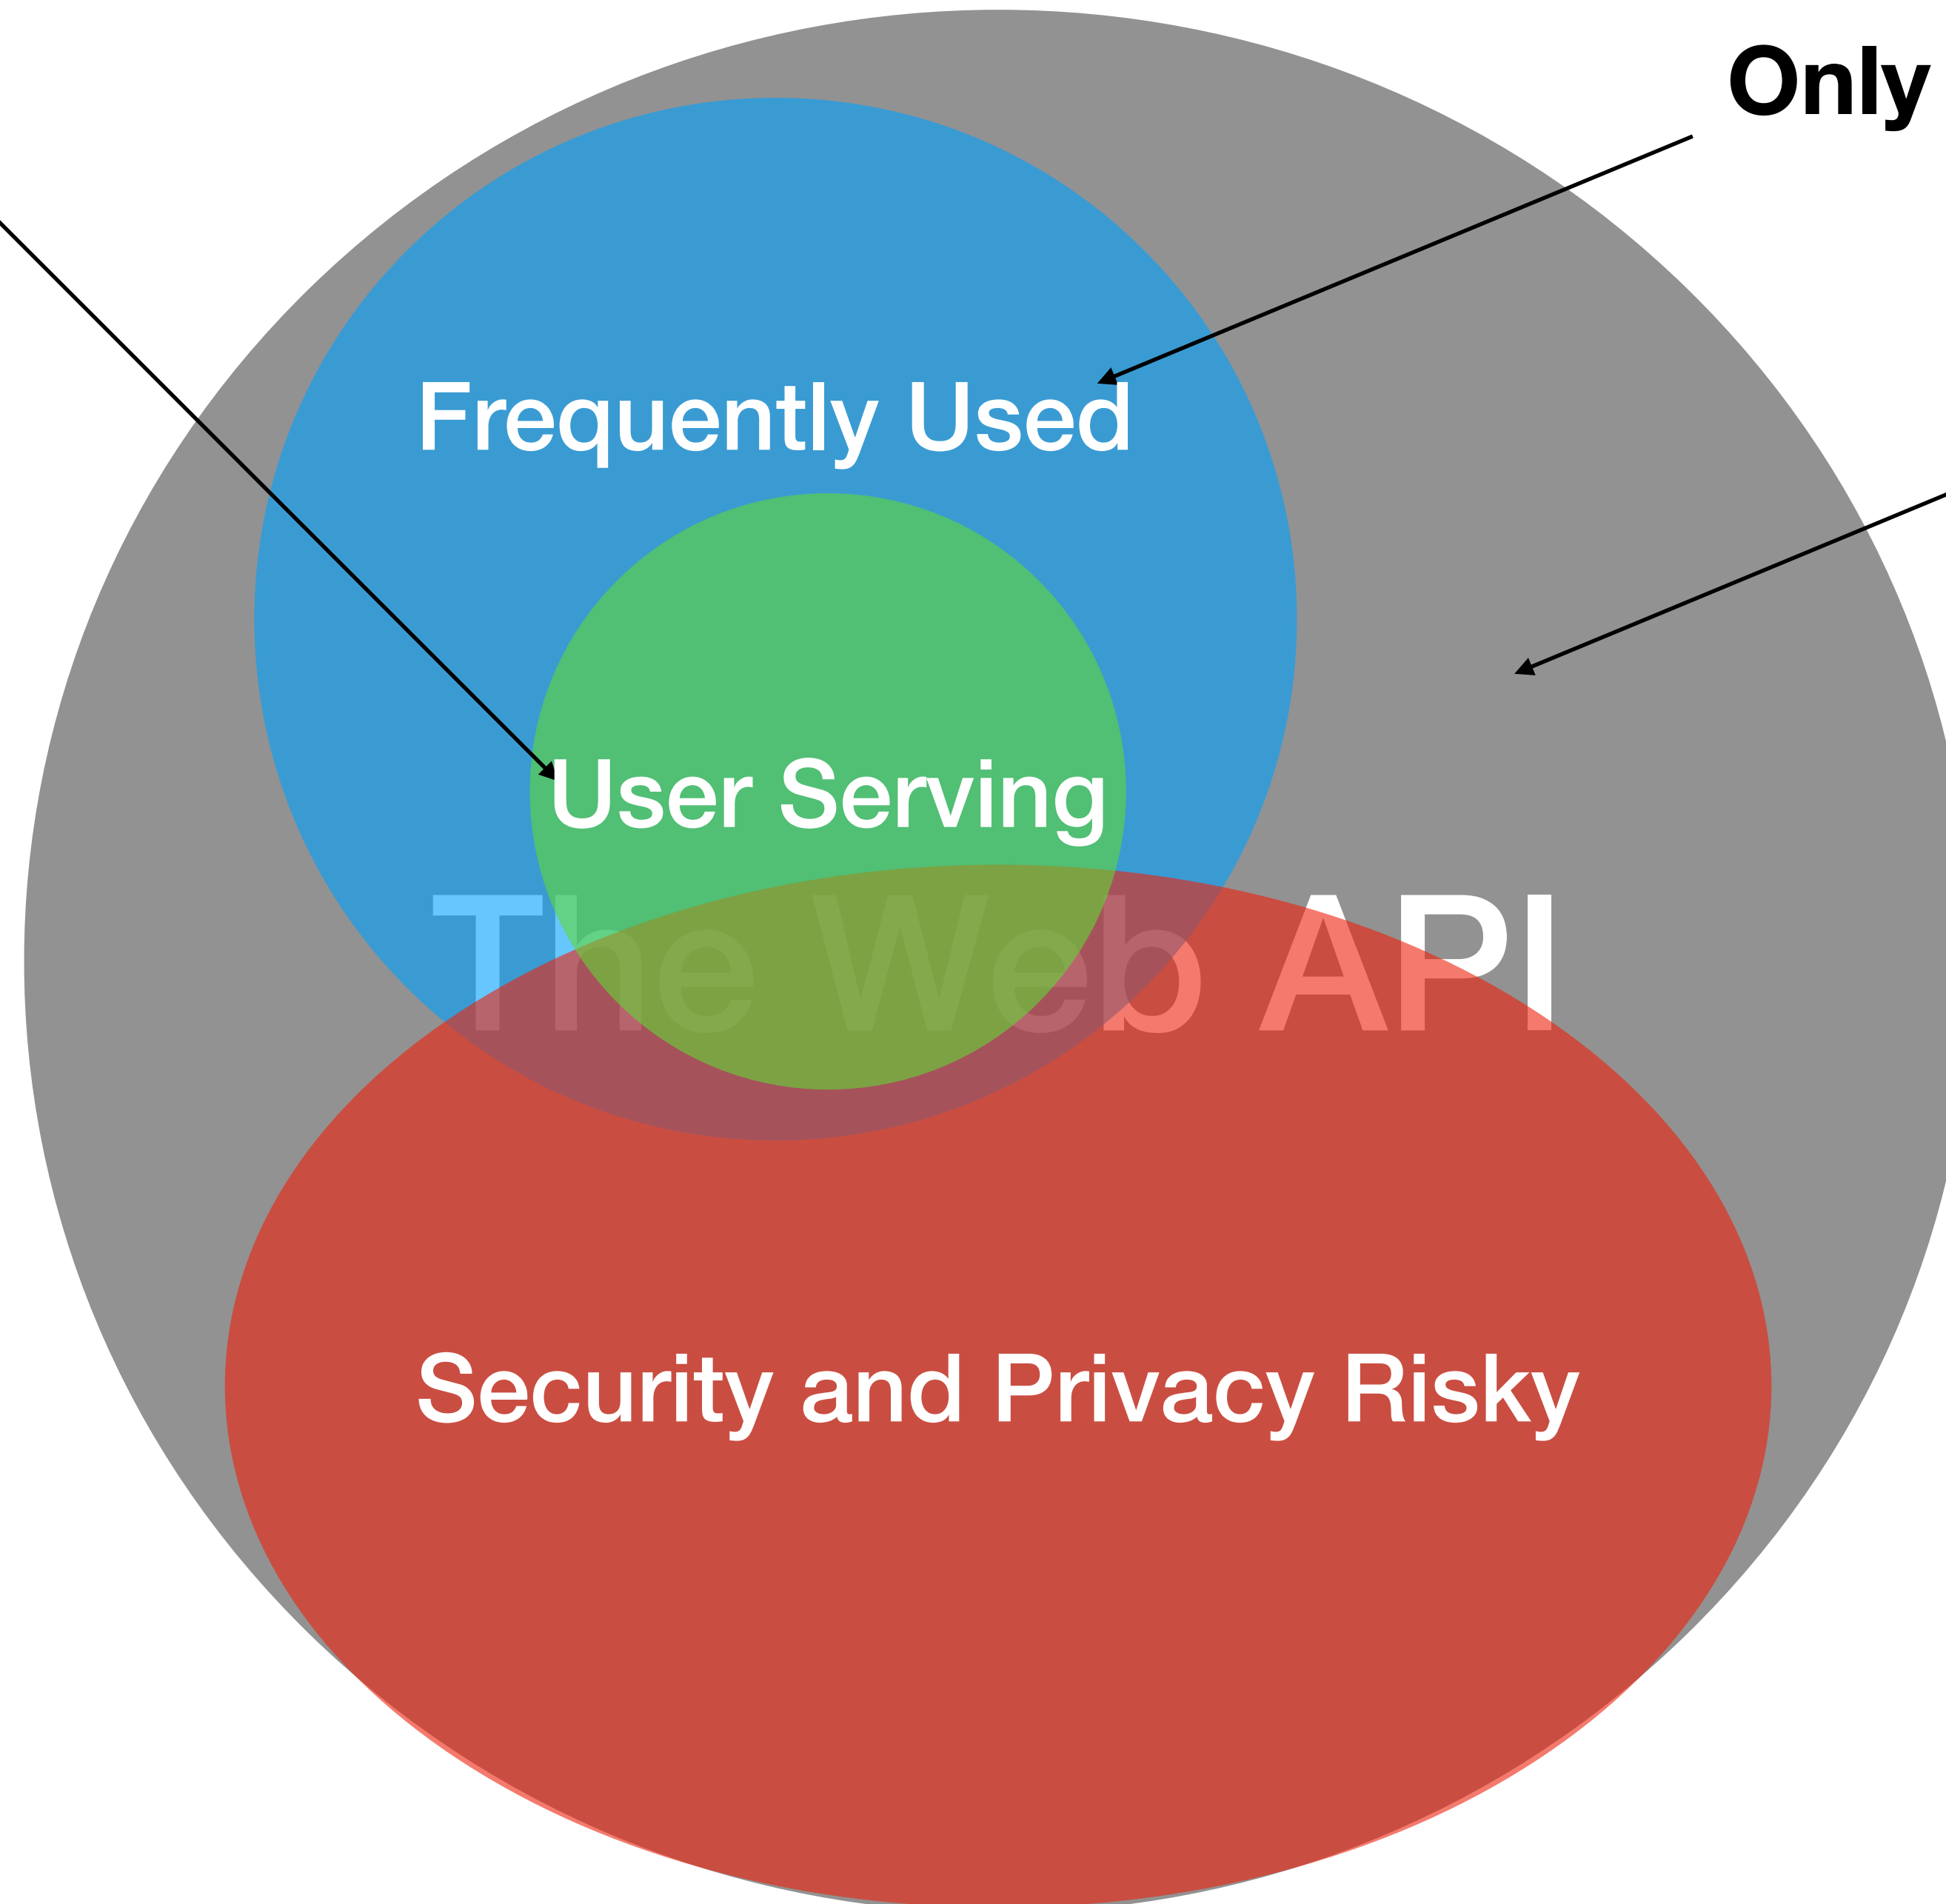 Only
Frequently Used
User Serving
The Web API
Security and Privacy Risky